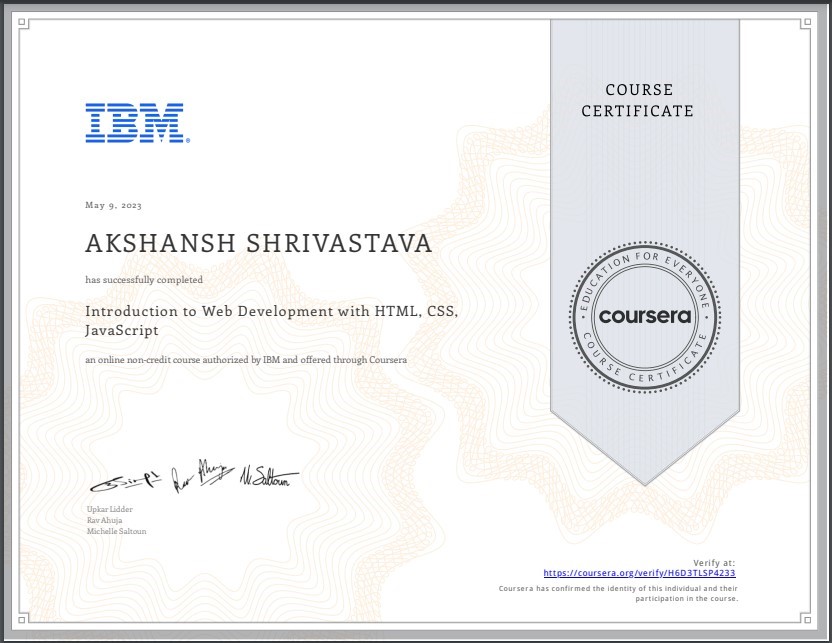 IBM®
COURSE
CERTIFICATE
May 9, 2023
AKSHANSH SHRIVASTAVA
has successfully completed
Introduction to Web Development with HTML, CSS,
JavaScript
an online non-credit course authorized by IBM and offered through Coursera
EDUCATION FOR EVERYONE
coursera
COURSE CERTIFICATE
M. Saltoun
Upkar Lidder
Rav Ahuja
Michelle Saltoun
Verify at:
https://coursera.org/verify/H6D3TLSP4233
Coursera has confirmed the identity of this individual and their
participation in the course.